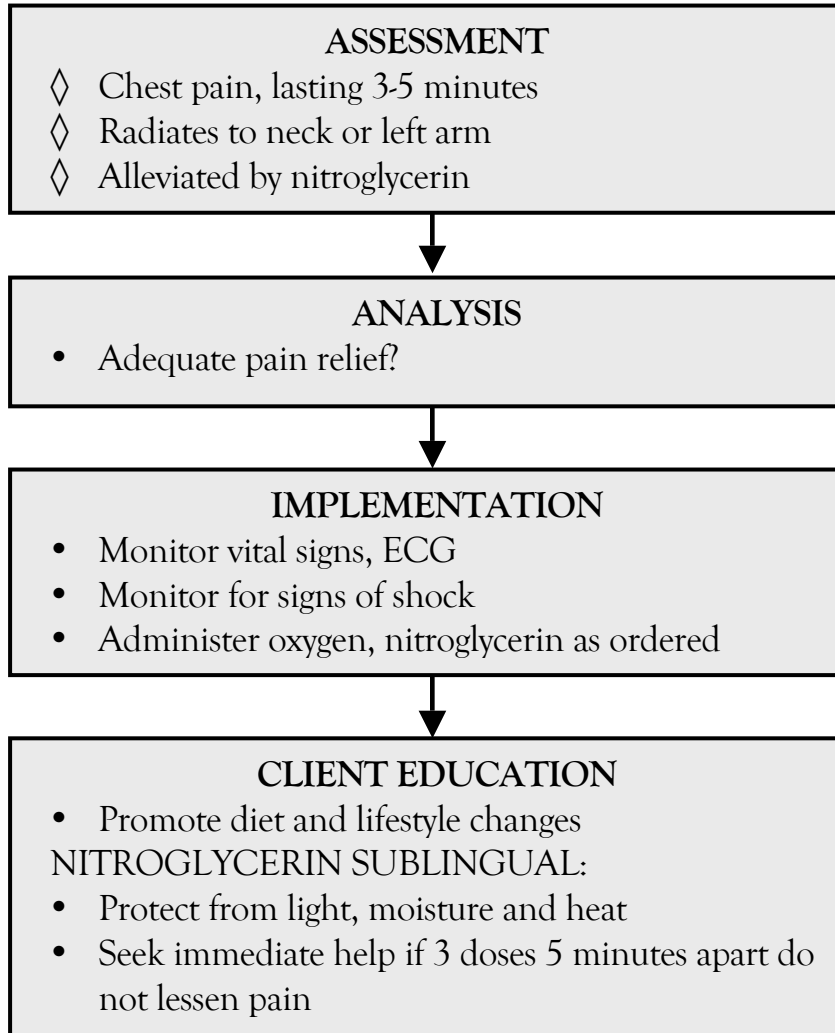 ASSESSMENT
◊ Chest pain, lasting 3-5 minutes
◊ Radiates to neck or left arm
◊ Alleviated by nitroglycerin
ANALYSIS
• Adequate pain relief?
IMPLEMENTATION
• Monitor vital signs, ECG
• Monitor for signs of shock
• Administer oxygen, nitroglycerin as ordered
CLIENT EDUCATION
• Promote diet and lifestyle changes
NITROGLYCERIN SUBLINGUAL:
• Protect from light, moisture and heat
• Seek immediate help if 3 doses 5 minutes apart do
not lessen pain